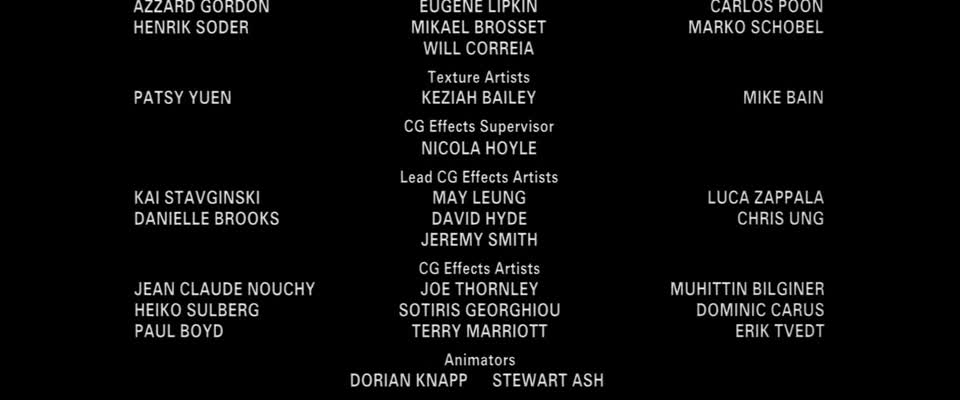 AZZARD GORDON EUGENE LIPKIN CARLOS POON
HENRIK SODER MIKAEL BROSSET MARKO SCHOBEL
WILL CORREIA
Texture Artists
PATSY YUEN KEZIAH BAILEY MIKE BAIN
CG Effects Supervisor
NICOLA HOYLE
Lead CG Effects Artists
KAI STAVGINSKI MAY LEUNG LUCA ZAPPALA
DANIELLE BROOKS DAVID HYDE CHRIS UNG
JEREMY SMITH
CG Effects Artists
JEAN CLAUDE NOUCHY JOE THORNLEY MUHITTIN BILGINER
HEIKO SULBERG SOTIRIS GEORGHIOU DOMINIC CARUS
PAUL BOYD TERRY MARRIOTT ERIK TVEDT
Animators
DORIAN KNAPP STEWART ASH